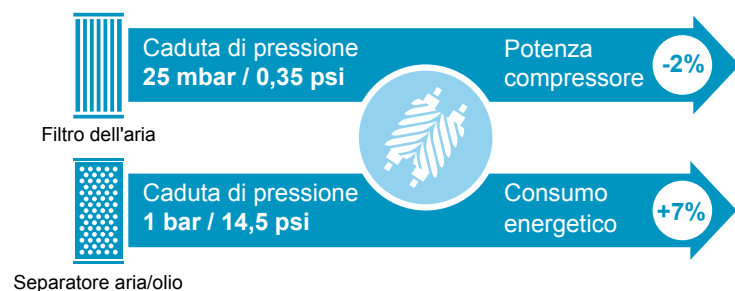 Caduta di pressione
25 mbar / 0,35 psi
Potenza
compressore
-2%
Filtro dell'aria
Caduta di pressione
1 bar / 14,5 psi
Consumo
energetico
+7%
Separatore aria/olio